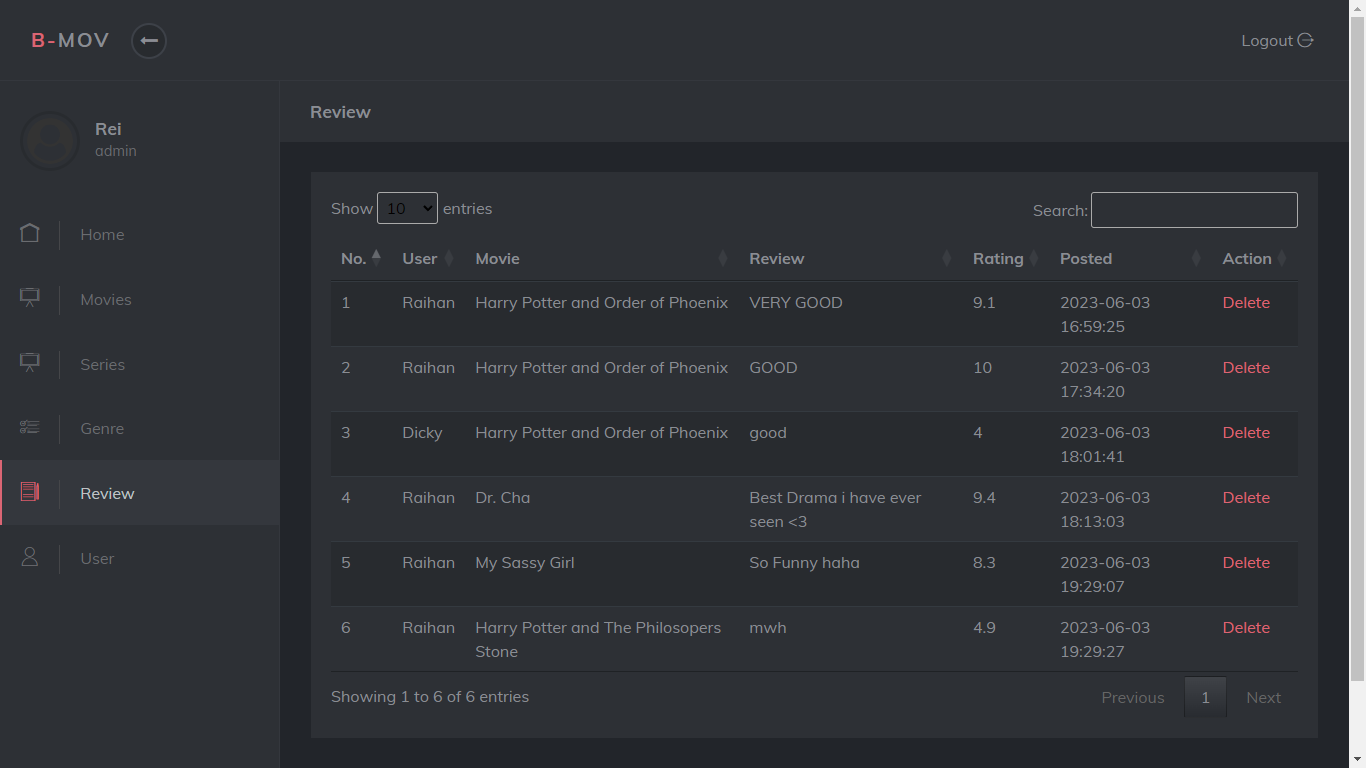 B-MOV
Logout
Rei
admin
Home
Movies
Series
Genre
Review
User
Review
Show 10 entries
Search:
No. User Movie Review Rating Posted Action
1 Raihan Harry Potter and Order of Phoenix VERY GOOD 9.1 2023-06-03 Delete
16:59:25
2 Raihan Harry Potter and Order of Phoenix GOOD 10 2023-06-03 Delete
17:34:20
3 Dicky Harry Potter and Order of Phoenix good 4 2023-06-03 Delete
18:01:41
4 Raihan Dr. Cha Best Drama i have ever 9.4 2023-06-03 Delete
seen <3 18:13:03
5 Raihan My Sassy Girl So Funny haha 8.3 2023-06-03 Delete
19:29:07
6 Raihan Harry Potter and The Philosopers mwh 4.9 2023-06-03 Delete
Stone 19:29:27
Showing 1 to 6 of 6 entries
Previous 1 Next